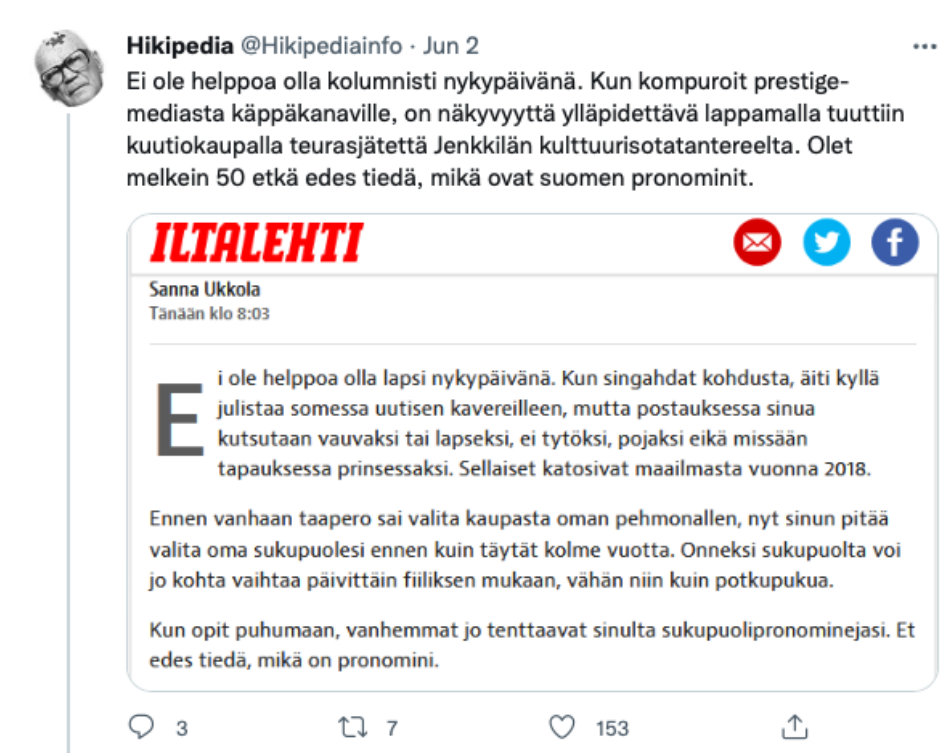 Hikipedia @Hikipediainfo · Jun 2
Ei ole helppoa olla kolumnisti nykypäivänä. Kun kompuroit prestige-
mediasta käppäkanaville, on näkyvyyttä ylläpidettävä lappamalla tuuttiin
kuutiokaupalla teurasjätettä Jenkkilän kulttuurisotatantereelta. Olet
melkein 50 etkä edes tiedä, mikä ovat suomen pronominit.
ILTALEHTI
Sanna Ukkola
Tänään klo 8:03
Ei ole helppoa olla lapsi nykypäivänä. Kun singahdat kohdusta, äiti kyllä
julistaa somessa uutisen kavereilleen, mutta postauksessa sinua
kutsutaan vauvaksi tai lapseksi, ei tytöksi, pojaksi eikä missään
tapauksessa prinsessaksi. Sellaiset katosivat maailmasta vuonna 2018.
Ennen vanhaan taapero sai valita kaupasta oman pehmonallen, nyt sinun pitää
valita oma sukupuolesi ennen kuin täytät kolme vuotta. Onneksi sukupuolta voi
jo kohta vaihtaa päivittäin fiiliksen mukaan, vähän niin kuin potkupukua.
Kun opit puhumaan, vanhemmat jo tenttaavat sinulta sukupuolipronominejasi. Et
edes tiedä, mikä on pronomini.
3 7 153